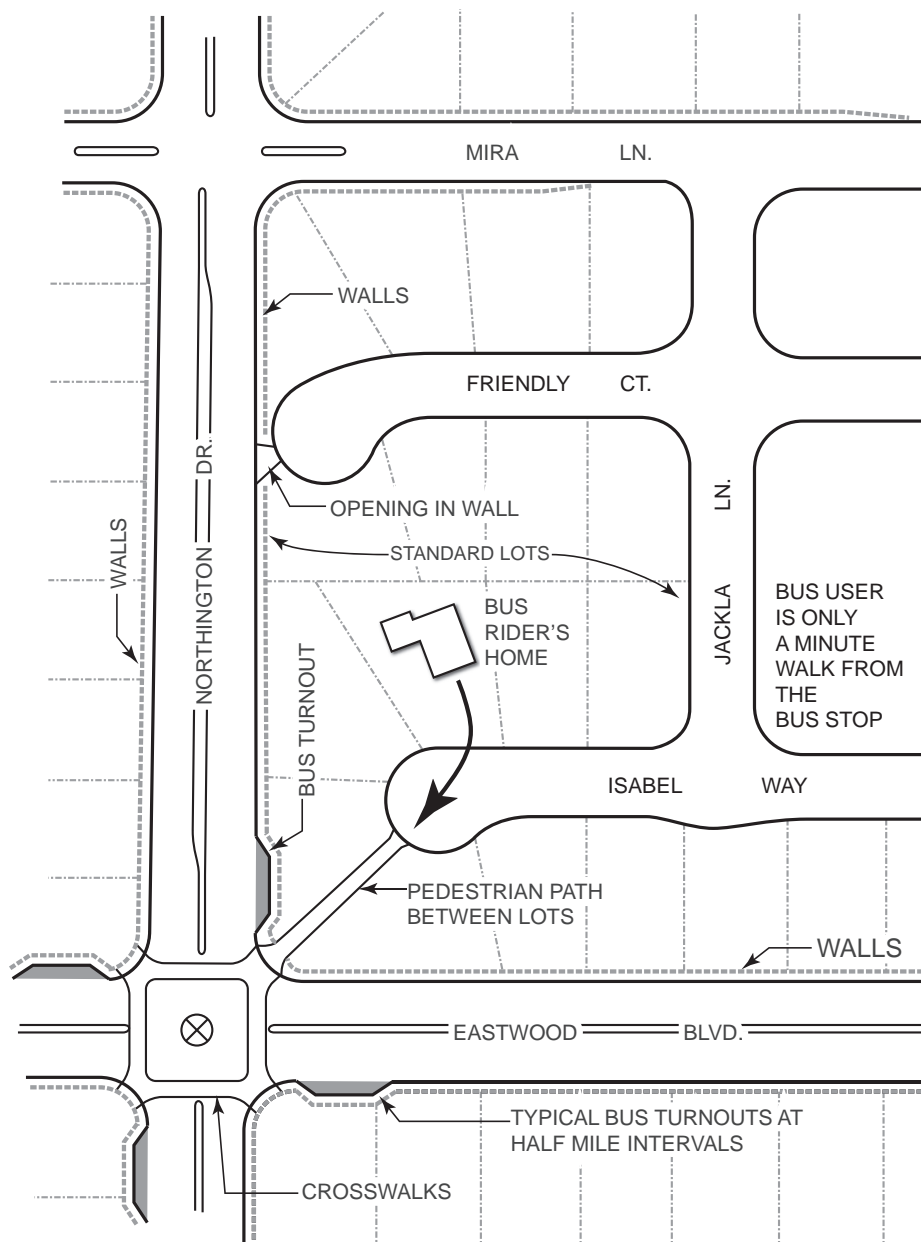 MIRA LN.
WALLS
FRIENDLY CT.
OPENING IN WALL
STANDARD LOTS
WALLS
NORTHINGTON DR.
JACKLA LN.
BUS
RIDER'S
HOME
BUS USER
IS ONLY
A MINUTE
WALK FROM
THE
BUS STOP
BUS TURNOUT
ISABEL WAY
PEDESTRIAN PATH
BETWEEN LOTS
WALLS
EASTWOOD BLVD.
TYPICAL BUS TURNOUTS AT
HALF MILE INTERVALS
CROSSWALKS